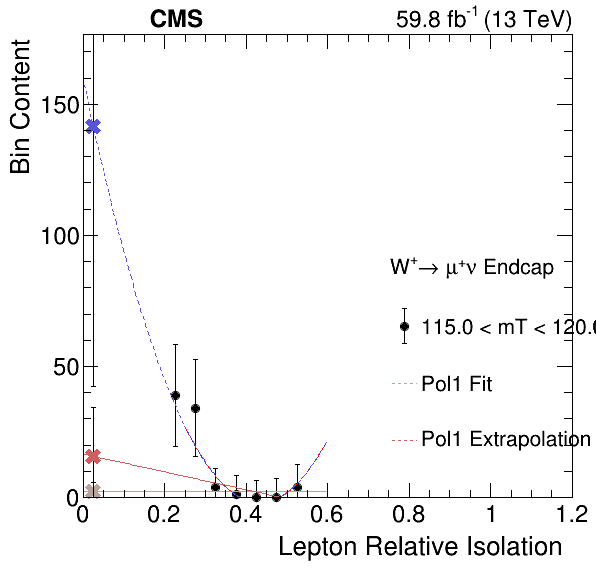 CMS
59.8 fb⁻¹ (13 TeV)
Bin Content
150
100
50
0
W⁺→ μ⁺ν Endcap
115.0 < mT < 120.
Pol1 Fit
Pol1 Extrapolation
0 0.2 0.4 0.6 0.8 1 1.2
Lepton Relative Isolation